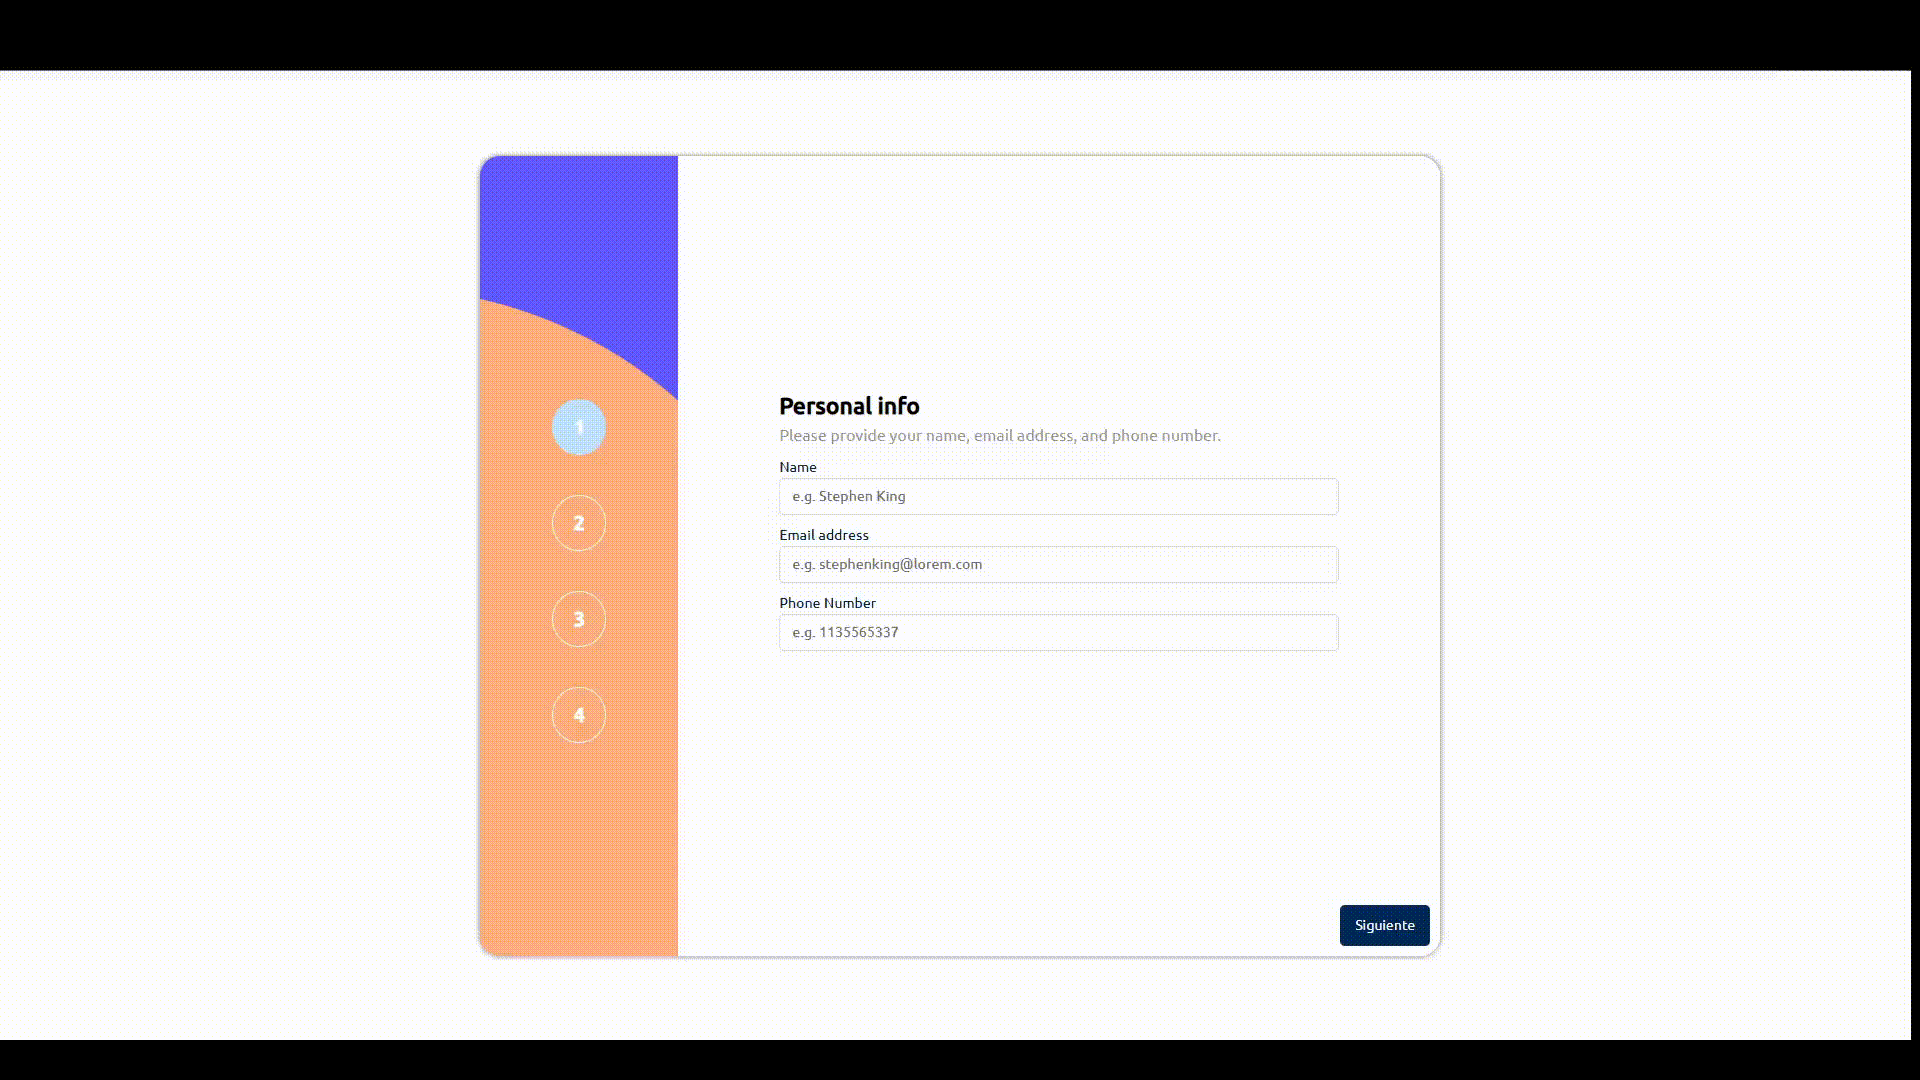 1
2
3
4
Personal info
Please provide your name, email address, and phone number.
Name
e.g. Stephen King
Email address
e.g. stephenking@lorem.com
Phone Number
e.g. 1135565337
Siguiente